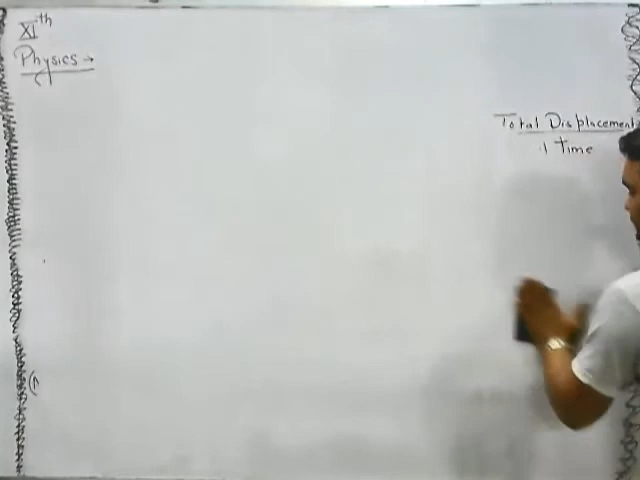 XIth
Physics →
Total Displacement
Time